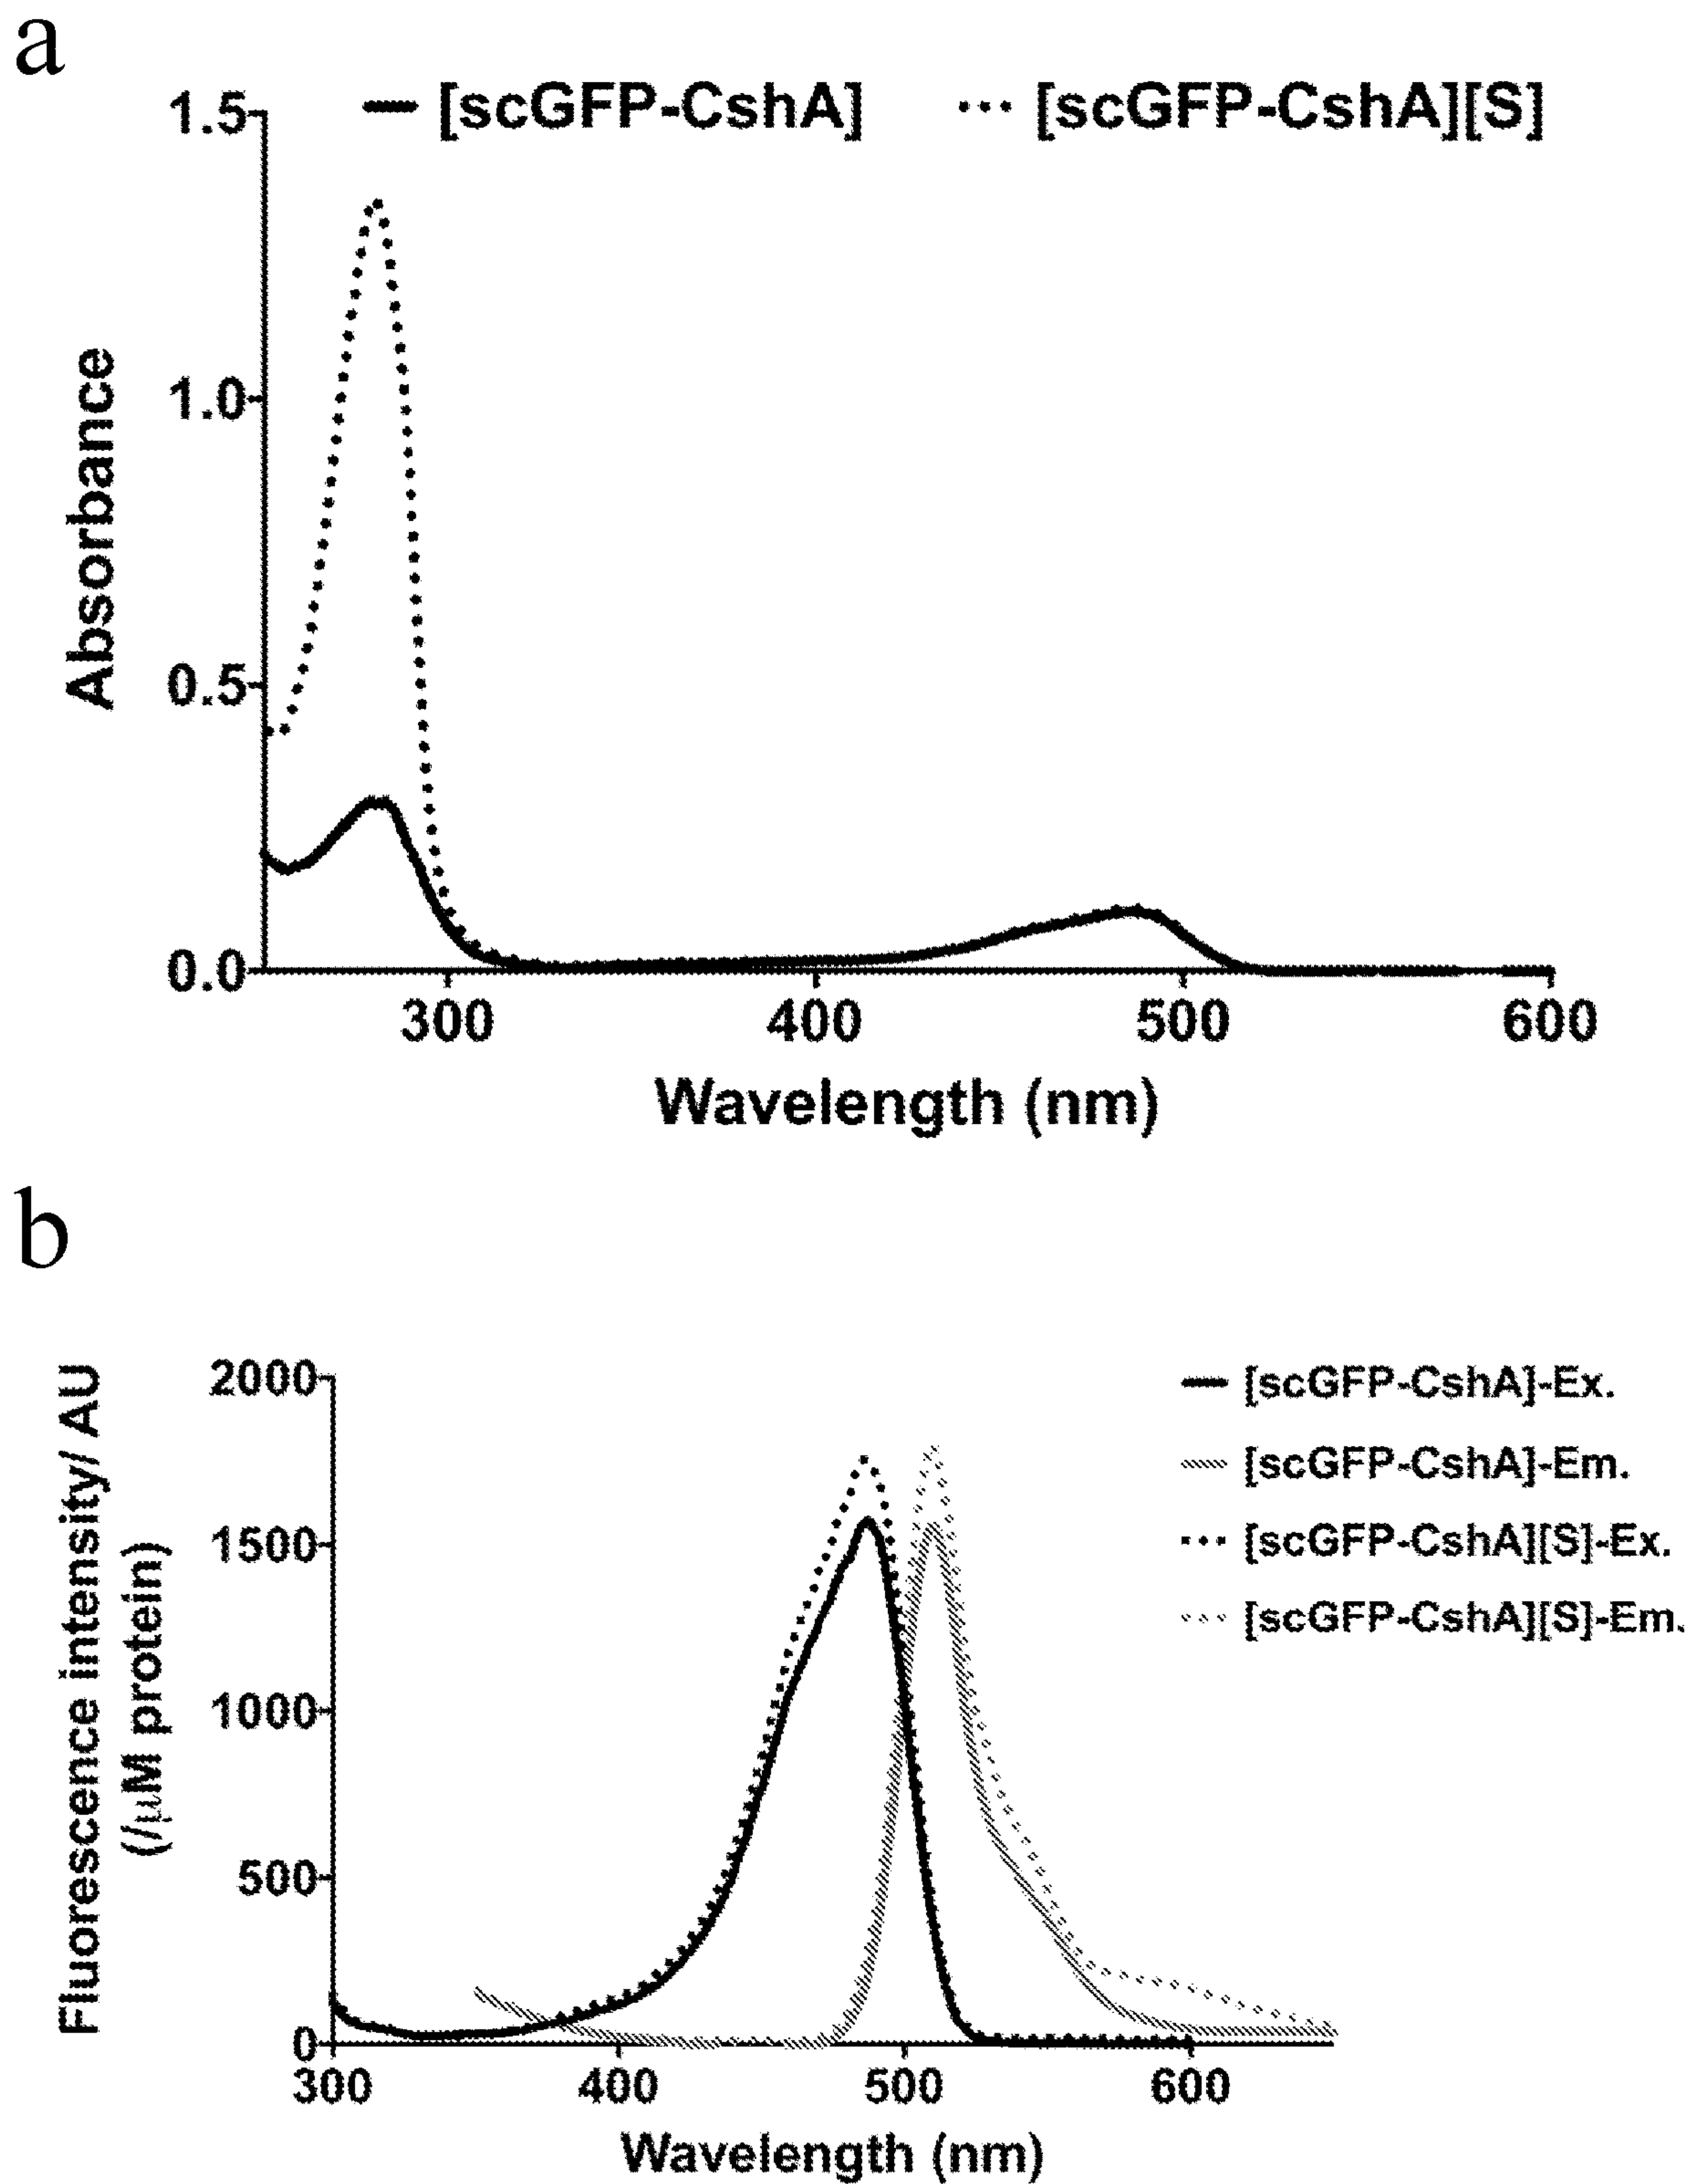 a
[scGFP-CshA] [scGFP-CshA][S]
1.5
1.0
0.5
0.0
Absorbance
300 400 500 600
Wavelength (nm)
b
Fluorescence intensity/ AU
(/µM protein)
2000
1500
1000
500
0
[scGFP-CshA]-Ex.
[scGFP-CshA]-Em.
[scGFP-CshA][S]-Ex.
[scGFP-CshA][S]-Em.
300 400 500 600
Wavelength (nm)